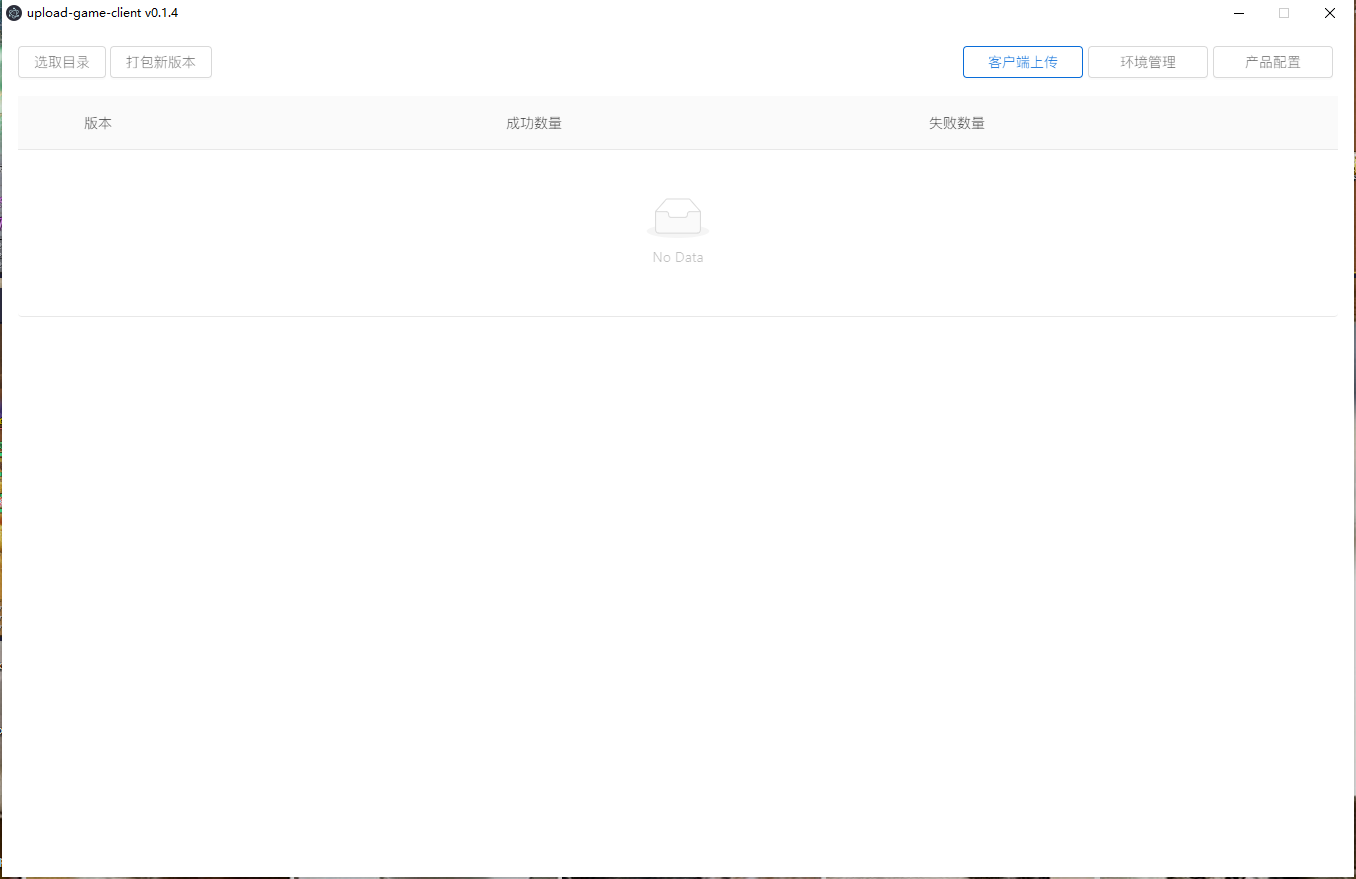 upload-game-client v0.1.4
选取目录 打包新版本 客户端上传 环境管理 产品配置
版本 成功数量 失败数量
No Data